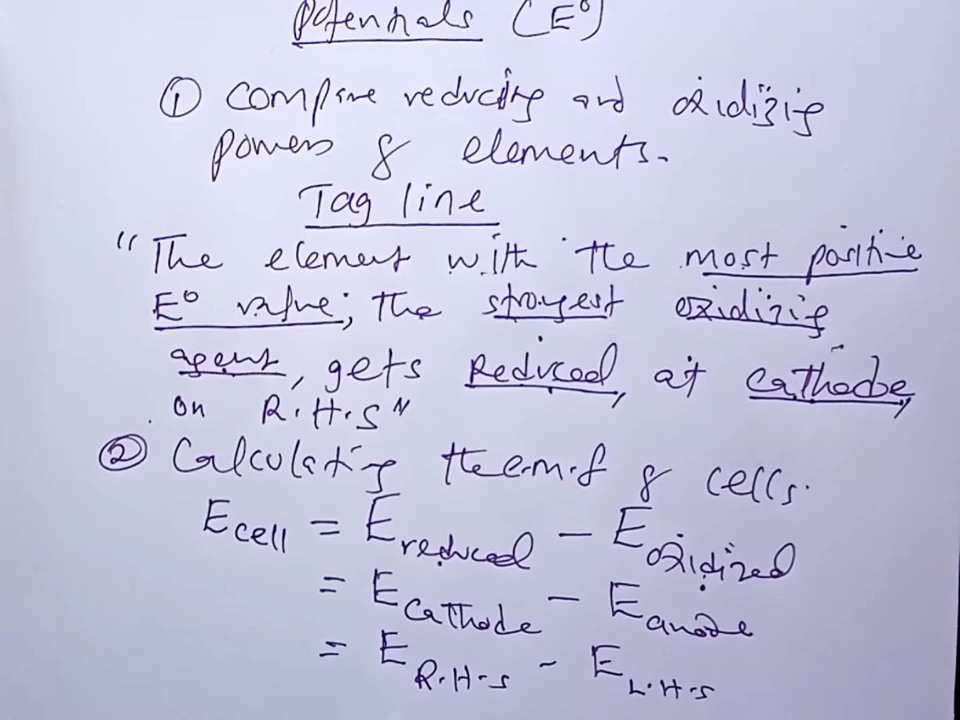 Potentials (E°)
① Compare reducing and oxidizing
powers of elements.
Tag line
"The element with the most positive
E° value; the strongest oxidizing
agent, gets Reduced, at cathode,
on R.H.S"
② Calculating the e.m.f of cells.
Ecell = Ereduced – Eoxidized
= Ecathode – Eanode
= ER.H.S – EL.H.S